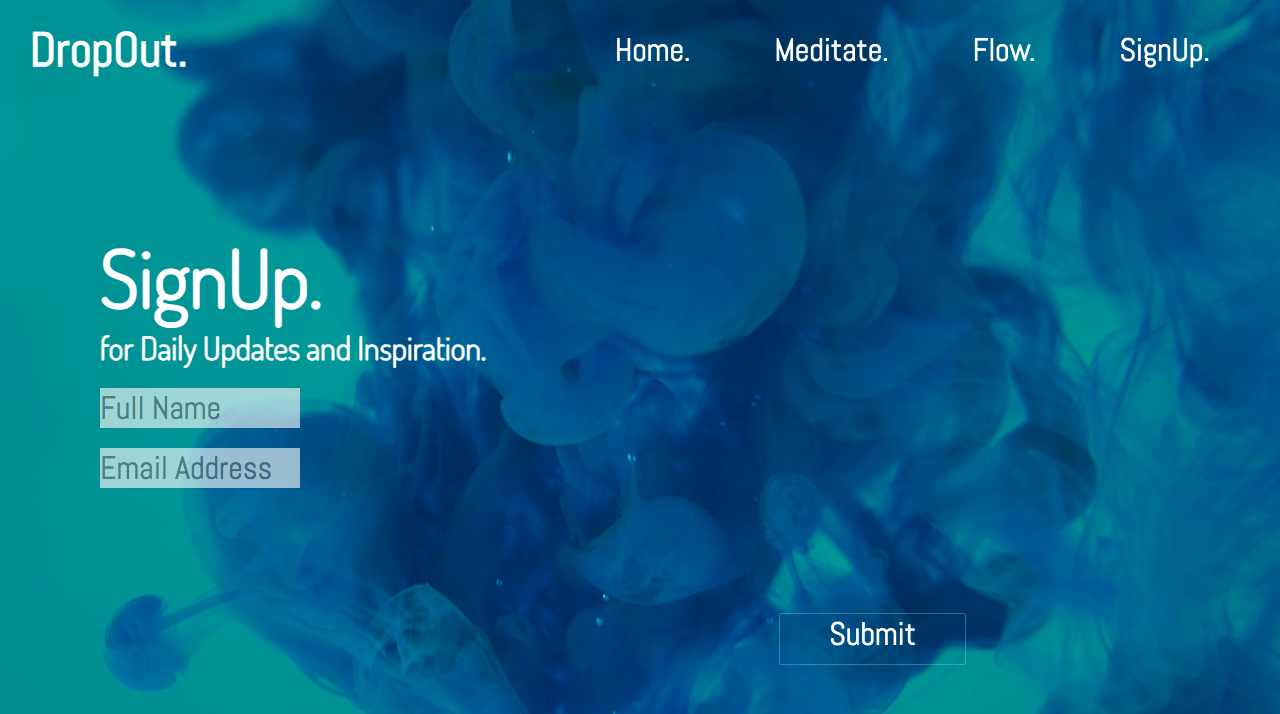 DropOut.
Home. Meditate. Flow. SignUp.
SignUp.
for Daily Updates and Inspiration.
Full Name
Email Address
Submit